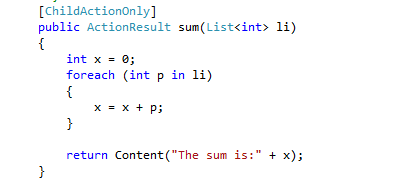 [ChildActionOnly]
public ActionResult sum(List<int> li)
{
int x = 0;
foreach (int p in li)
{
x = x + p;
}
return Content("The sum is:" + x);
}